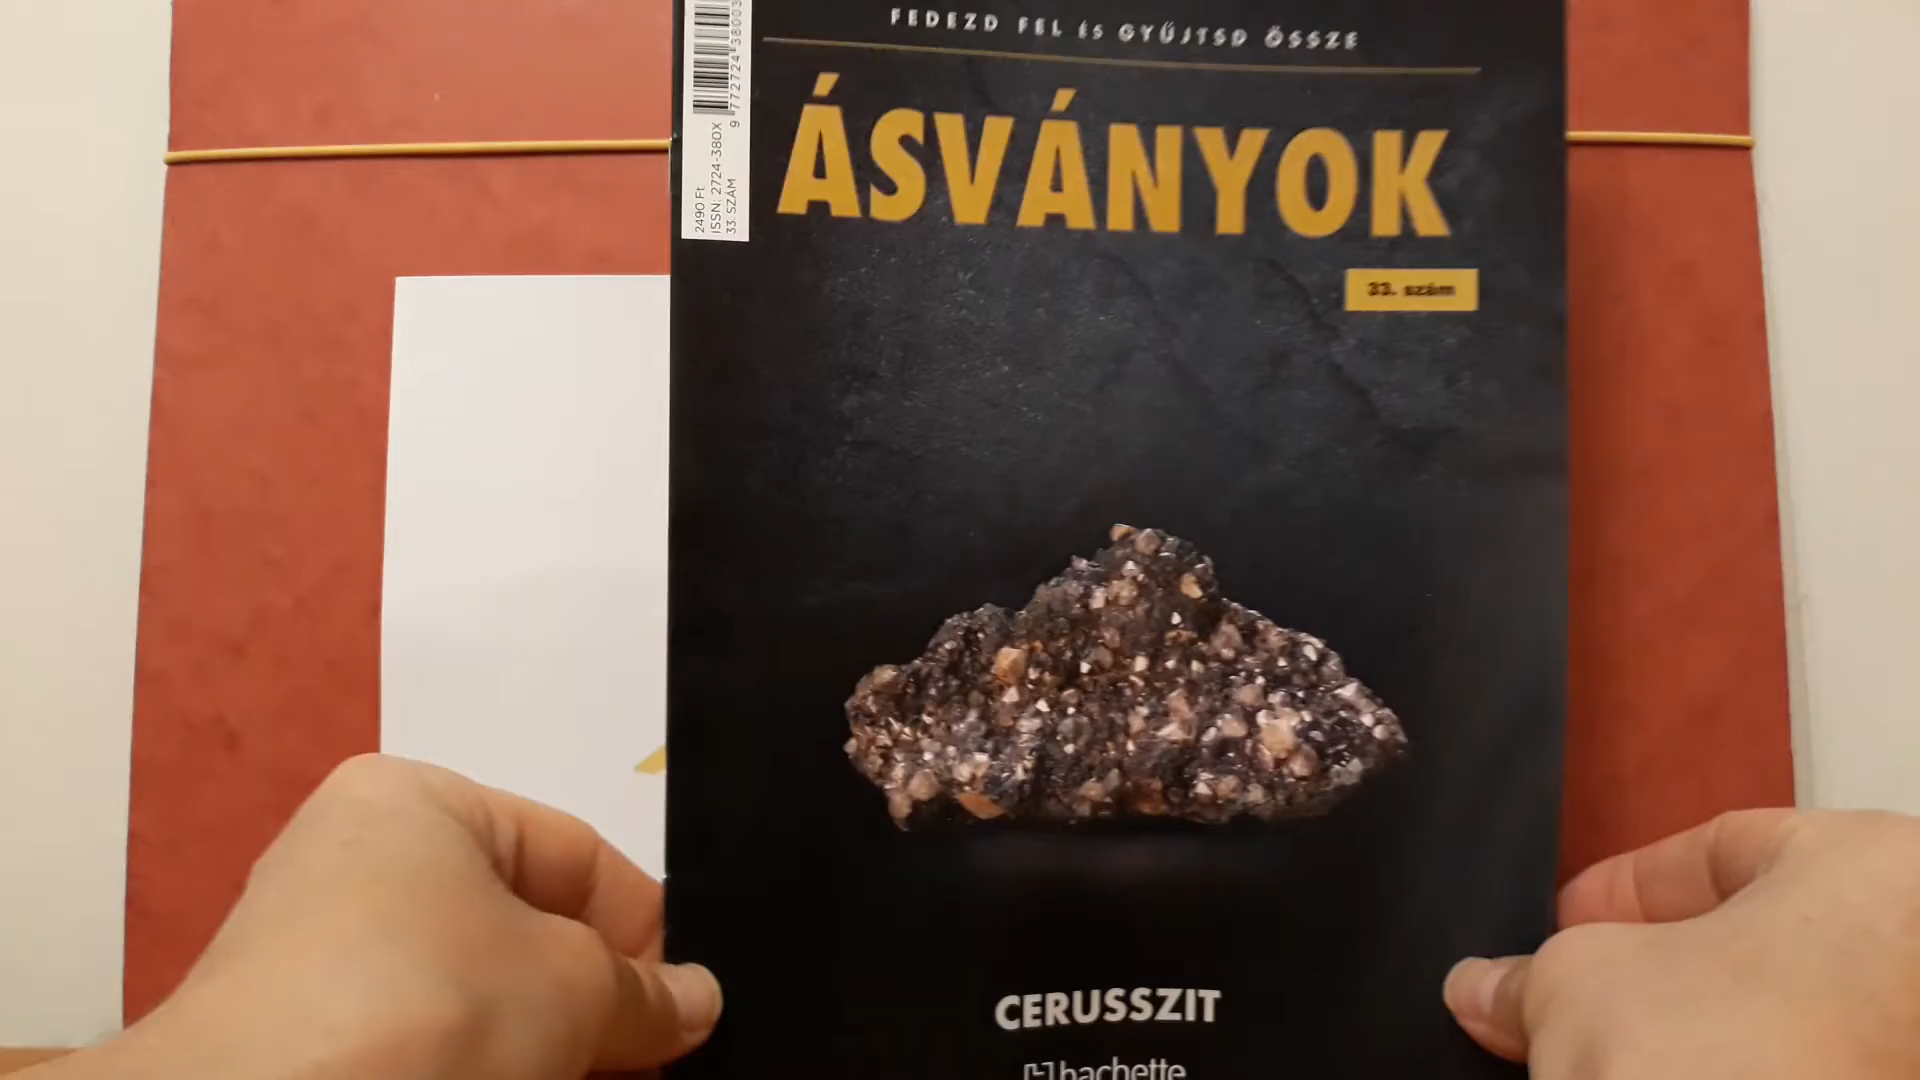 FEDEZD FEL ÉS GYŰJTSD ÖSSZE
ÁSVÁNYOK
33. szám
9 772724 38003
2490 Ft
ISSN: 2724-380X
33. SZÁM
CERUSSZIT
hachette